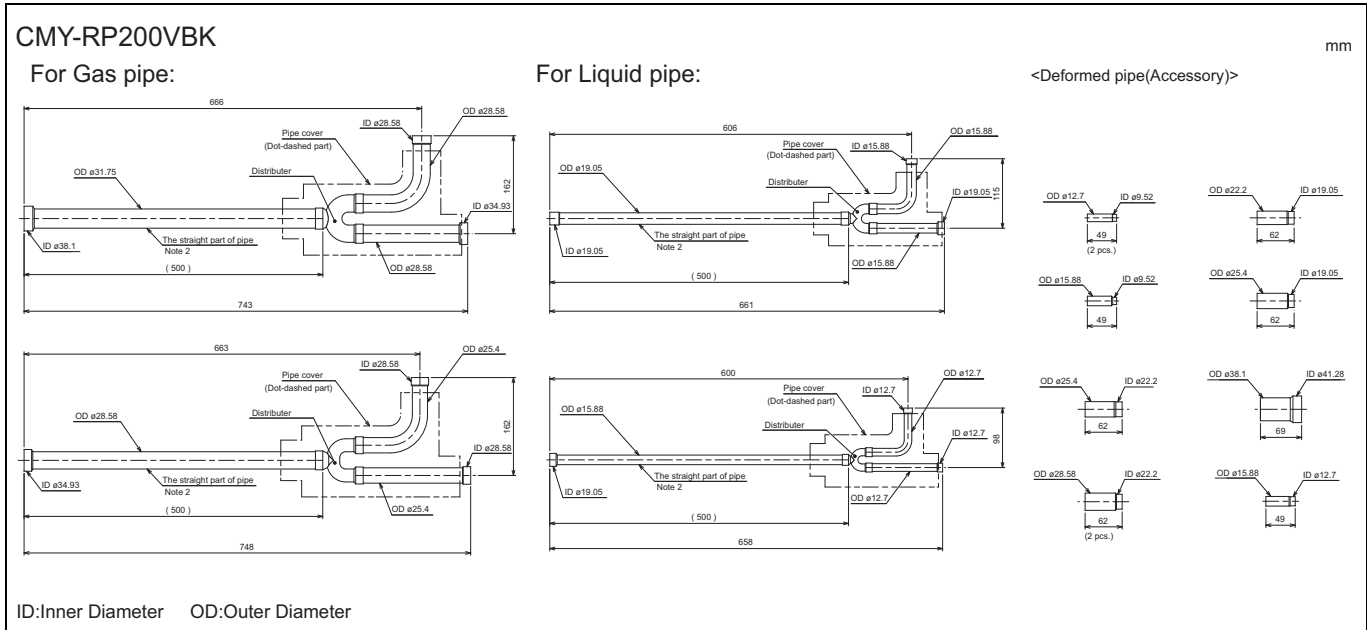 CMY-RP200VBK
mm
For Gas pipe:
For Liquid pipe:
<Deformed pipe(Accessory)>
666
OD ø28.58
ID ø28.58
Pipe cover
(Dot-dashed part)
OD ø31.75
Distributer
162
ID ø34.93
ID ø38.1
The straight part of pipe
Note 2
OD ø28.58
( 500 )
743
606
OD ø15.88
Pipe cover
(Dot-dashed part)
ID ø15.88
OD ø19.05
Distributer
ID ø19.05
115
The straight part of pipe
Note 2
ID ø19.05
OD ø15.88
( 500 )
661
OD ø12.7
ID ø9.52
49
(2 pcs.)
OD ø22.2
ID ø19.05
62
OD ø15.88
ID ø9.52
49
OD ø25.4
ID ø19.05
62
663
OD ø25.4
ID ø28.58
Pipe cover
(Dot-dashed part)
OD ø28.58
Distributer
162
ID ø28.58
ID ø34.93
The straight part of pipe
Note 2
OD ø25.4
( 500 )
748
600
OD ø12.7
Pipe cover
(Dot-dashed part)
ID ø12.7
OD ø15.88
Distributer
98
ID ø12.7
The straight part of pipe
Note 2
ID ø19.05
OD ø12.7
( 500 )
658
OD ø25.4
ID ø22.2
62
OD ø38.1
ID ø41.28
69
OD ø28.58
ID ø22.2
62
(2 pcs.)
OD ø15.88
ID ø12.7
49
ID:Inner Diameter OD:Outer Diameter